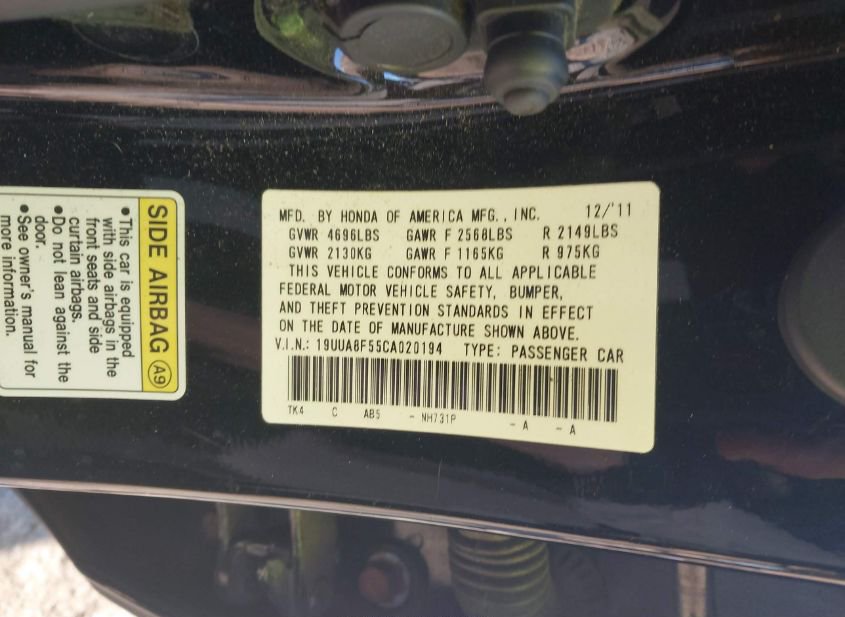 MFD. BY HONDA OF AMERICA MFG., INC. 12/'11
GVWR 4696LBS GAWR F 2568LBS R 2149LBS
GVWR 2130KG GAWR F 1165KG R 975KG
THIS VEHICLE CONFORMS TO ALL APPLICABLE
FEDERAL MOTOR VEHICLE SAFETY, BUMPER,
AND THEFT PREVENTION STANDARDS IN EFFECT
ON THE DATE OF MANUFACTURE SHOWN ABOVE.
V.I.N.: 19UUA8F55CA020194 TYPE: PASSENGER CAR
TK4 C AB5 - NH731P - A - A
SIDE AIRBAG A9
•This car is equipped
with side airbags in the
front seats and side
curtain airbags.
•Do not lean against the
door.
•See owner's manual for
more information.